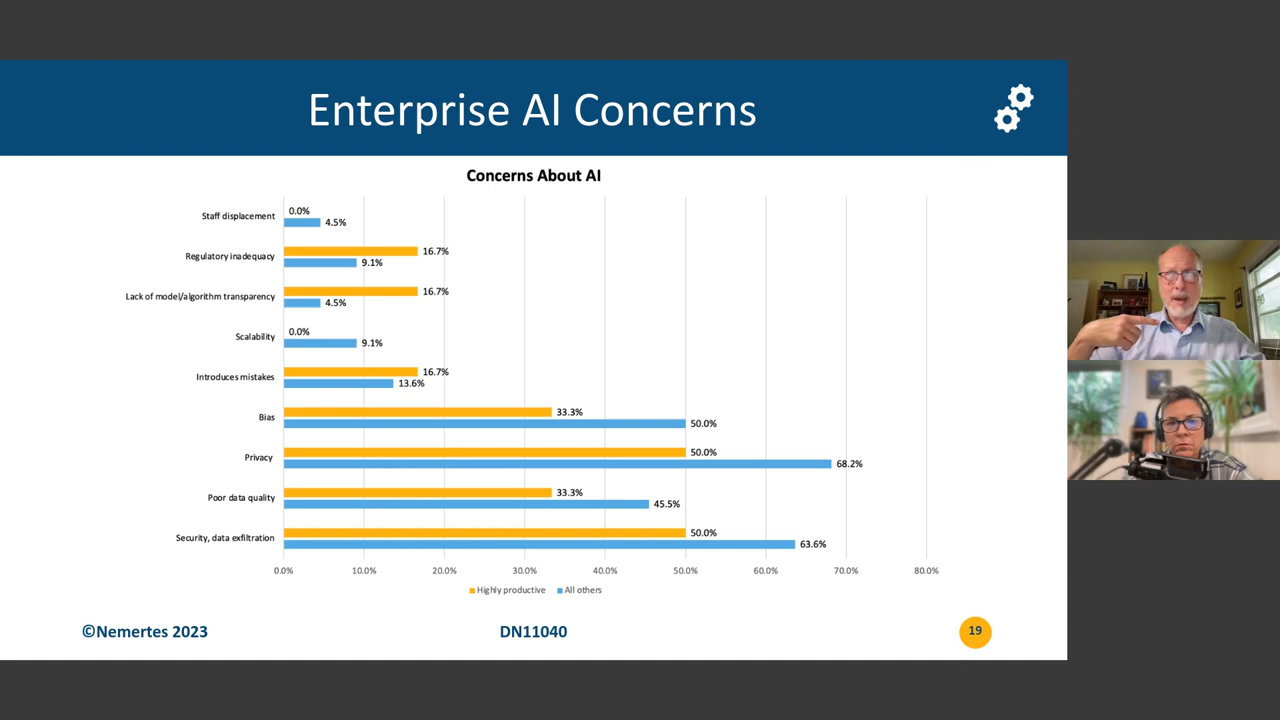 Enterprise AI Concerns
Concerns About AI
Staff displacement
0.0%
4.5%
Regulatory inadequacy
16.7%
9.1%
Lack of model/algorithm transparency
16.7%
4.5%
Scalability
0.0%
9.1%
Introduces mistakes
16.7%
13.6%
Bias
33.3%
50.0%
Privacy
50.0%
68.2%
Poor data quality
33.3%
45.5%
Security, data exfiltration
50.0%
63.6%
0.0% 10.0% 20.0% 30.0% 40.0% 50.0% 60.0% 70.0% 80.0%
Highly productive All others
©Nemertes 2023 DN11040 19